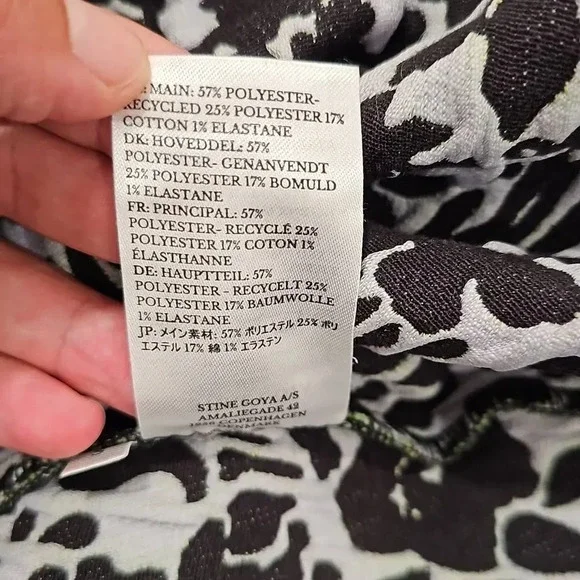 : MAIN: 57% POLYESTER-
RECYCLED 25% POLYESTER 17%
COTTON 1% ELASTANE
DK: HOVEDDEL: 57%
POLYESTER- GENANVENDT
25% POLYESTER 17% BOMULD
1% ELASTANE
FR: PRINCIPAL: 57%
POLYESTER- RECYCLÉ 25%
POLYESTER 17% COTON 1%
ÉLASTHANNE
DE: HAUPTTEIL: 57%
POLYESTER - RECYCELT 25%
POLYESTER 17% BAUMWOLLE
1% ELASTANE
JP: メイン素材: 57% ポリエステル 25% ポリ
エステル 17% 綿 1% エラステン
STINE GOYA A/S
AMALIEGADE 42
1256 COPENHAGEN
DENMARK